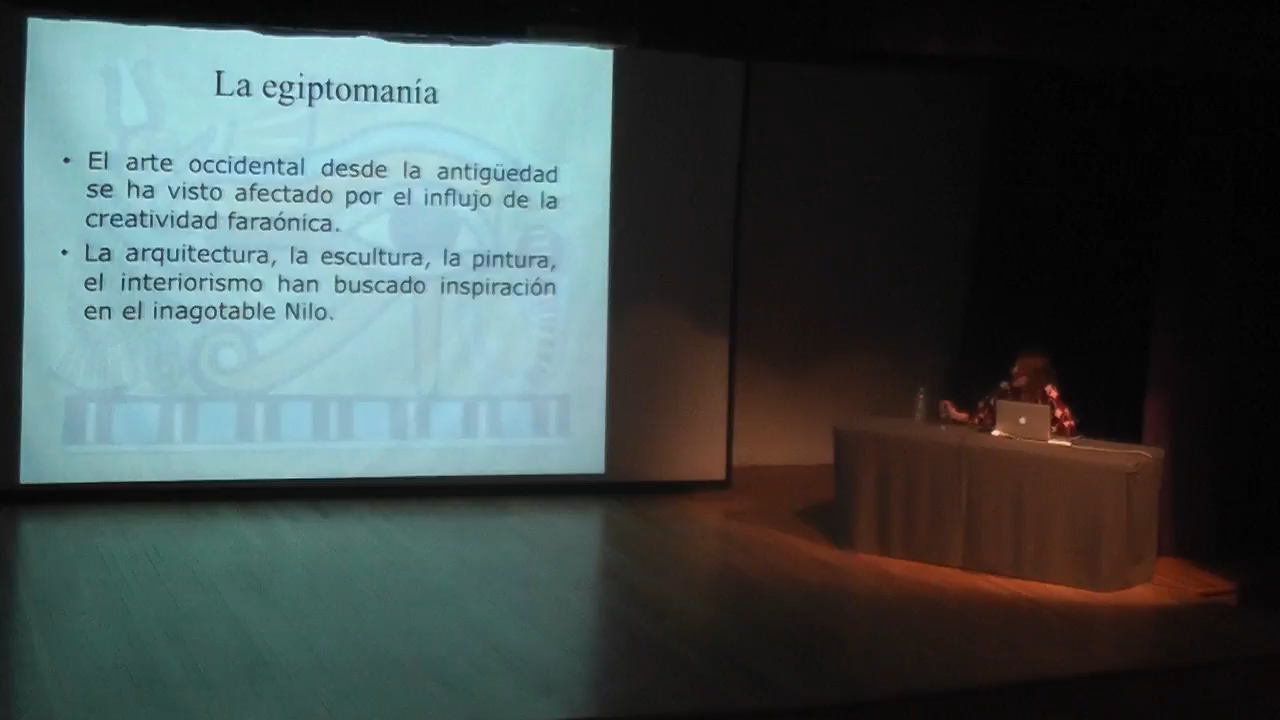 La egiptomanía
• El arte occidental desde la antigüedad
se ha visto afectado por el influjo de la
creatividad faraónica.
• La arquitectura, la escultura, la pintura,
el interiorismo han buscado inspiración
en el inagotable Nilo.